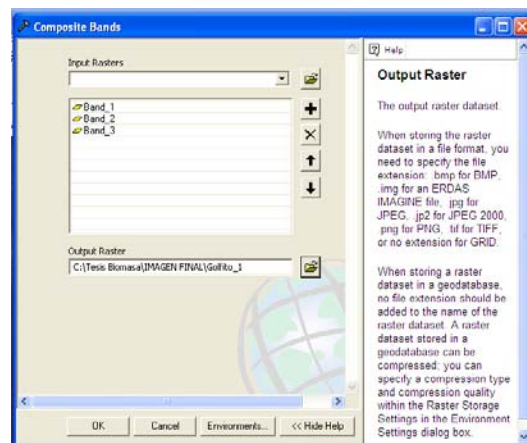 Composite Bands
Input Rasters
Band_1
Band_2
Band_3
Output Raster
C:\Tesis Biomasa\IMAGEN FINAL\Golfito_1
OK
Cancel
Environments...
<< Hide Help
Help
Output Raster
The output raster dataset.
When storing the raster
dataset in a file format, you
need to specify the file
extension: .bmp for BMP,
.img for an ERDAS
IMAGINE file, .jpg for
JPEG, .jp2 for JPEG 2000,
.png for PNG, .tif for TIFF,
or no extension for GRID.
When storing a raster
dataset in a geodatabase,
no file extension should be
added to the name of the
raster dataset. A raster
dataset stored in a
geodatabase can be
compressed; you can
specify a compression type
and compression quality
within the Raster Storage
Settings in the Environment
Settings dialog box.